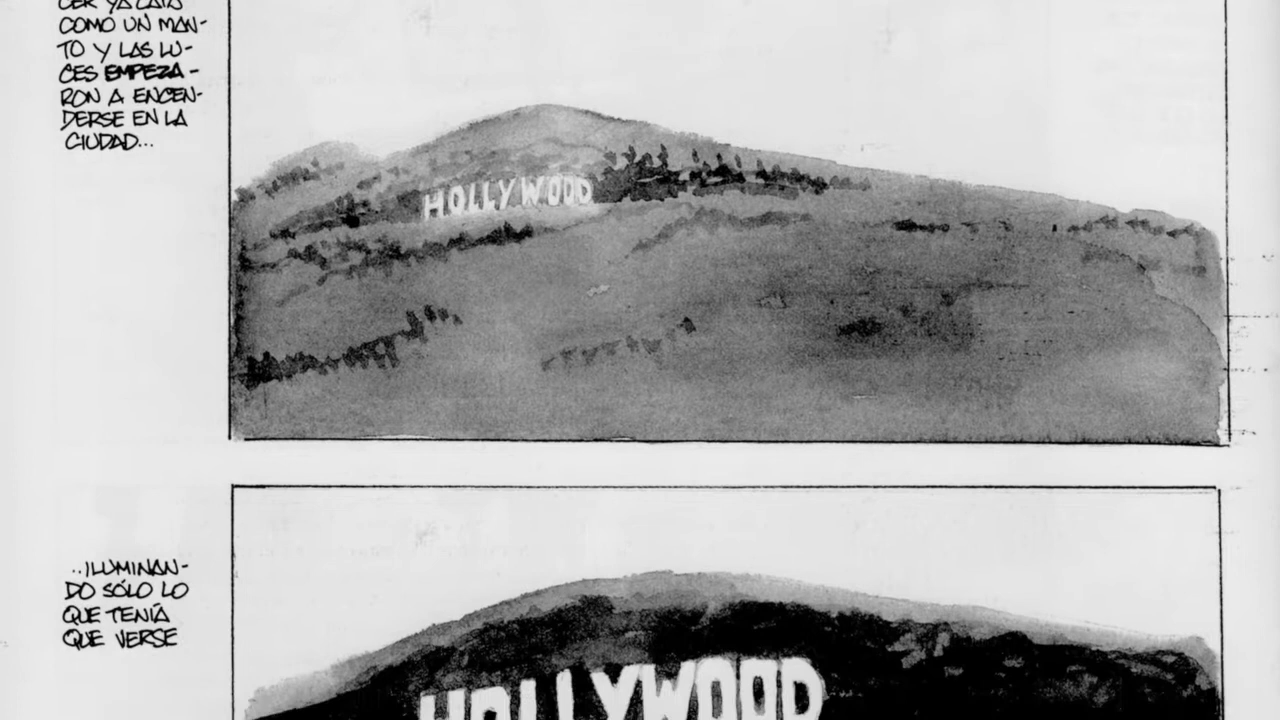 COMO UN MAN-
TO Y LAS LU-
CES EMPEZA-
RON A ENCEN-
DERSE EN LA
CIUDAD...
HOLLYWOOD
..ILUMINAN-
DO SÓLO LO
QUE TENÍA
QUE VERSE
HOLLYWOOD